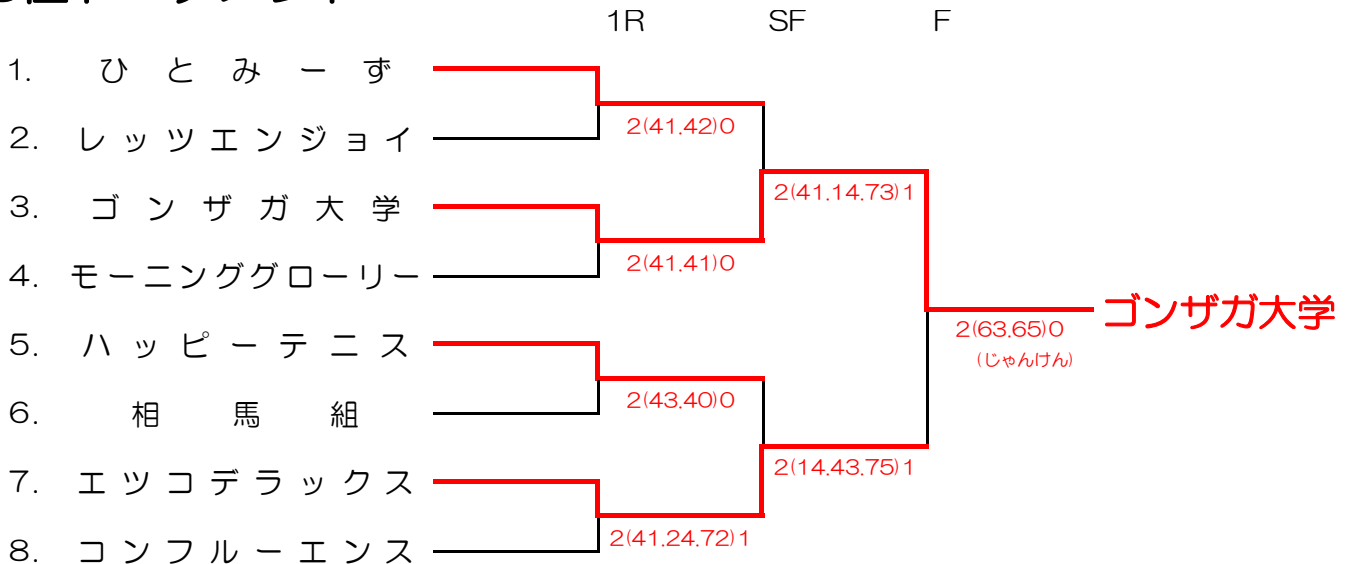 1R SF F
1. ひとみーず
2. レッツエンジョイ
2(41.42)0
3. ゴンザガ大学
2(41.14.73)1
4. モーニンググローリー
2(41.41)0
ゴンザガ大学
5. ハッピーテニス
2(63.65)0
(じゃんけん)
6. 相馬組
2(43.40)0
7. エツコデラックス
2(14.43.75)1
8. コンフルーエンス
2(41.24.72)1